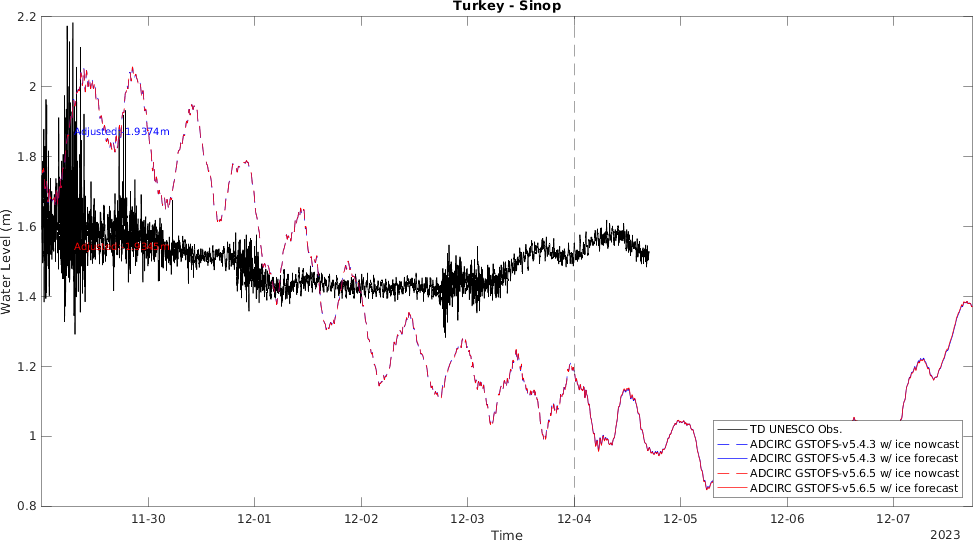 Turkey - Sinop
Water Level (m)
2.2
2
1.8
1.6
1.4
1.2
1
0.8
Adjusted -1.9374m
Adjusted
TD UNESCO Obs.
ADCIRC GSTOFS-v5.4.3 w/ ice nowcast
ADCIRC GSTOFS-v5.4.3 w/ ice forecast
ADCIRC GSTOFS-v5.6.5 w/ ice nowcast
ADCIRC GSTOFS-v5.6.5 w/ ice forecast
11-30
12-01
12-02
12-03
12-04
12-05
12-06
12-07
Time
2023